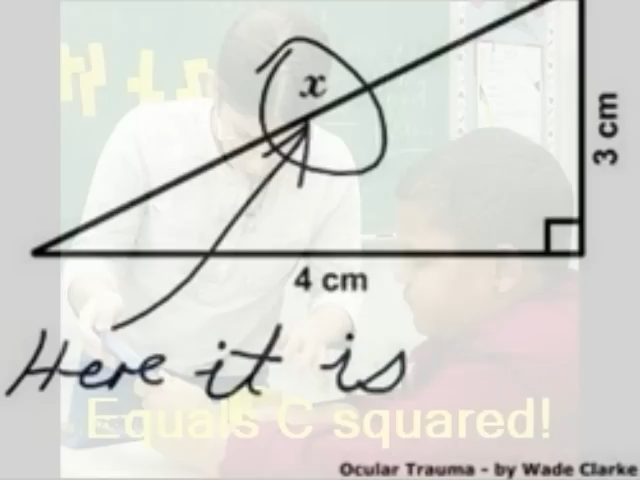 x
3 cm
4 cm
Here it is
Equals C squared!
Ocular Trauma - by Wade Clarke